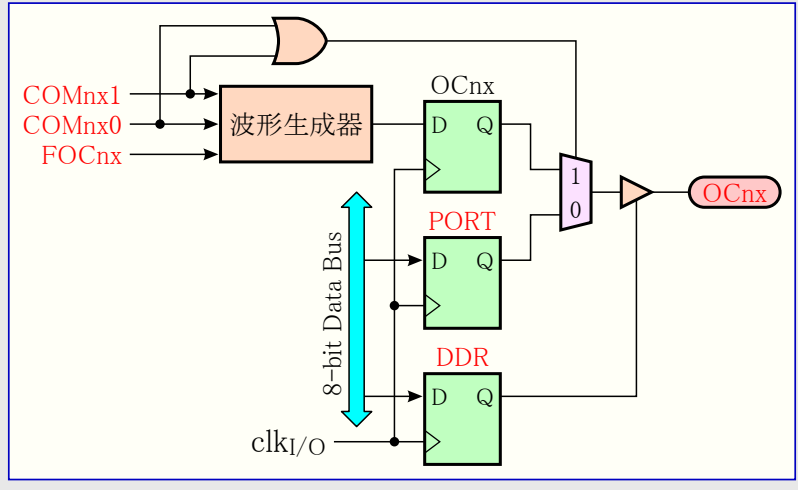 COMnx1
COMnx0
FOCnx
波形生成器
OCnx
D Q
1
0
OCnx
PORT
D Q
8-bit Data Bus
DDR
D Q
clkI/O